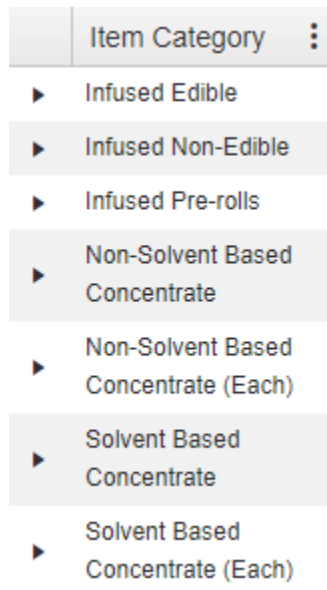 Item Category
Infused Edible
Infused Non-Edible
Infused Pre-rolls
Non-Solvent Based
Concentrate
Non-Solvent Based
Concentrate (Each)
Solvent Based
Concentrate
Solvent Based
Concentrate (Each)